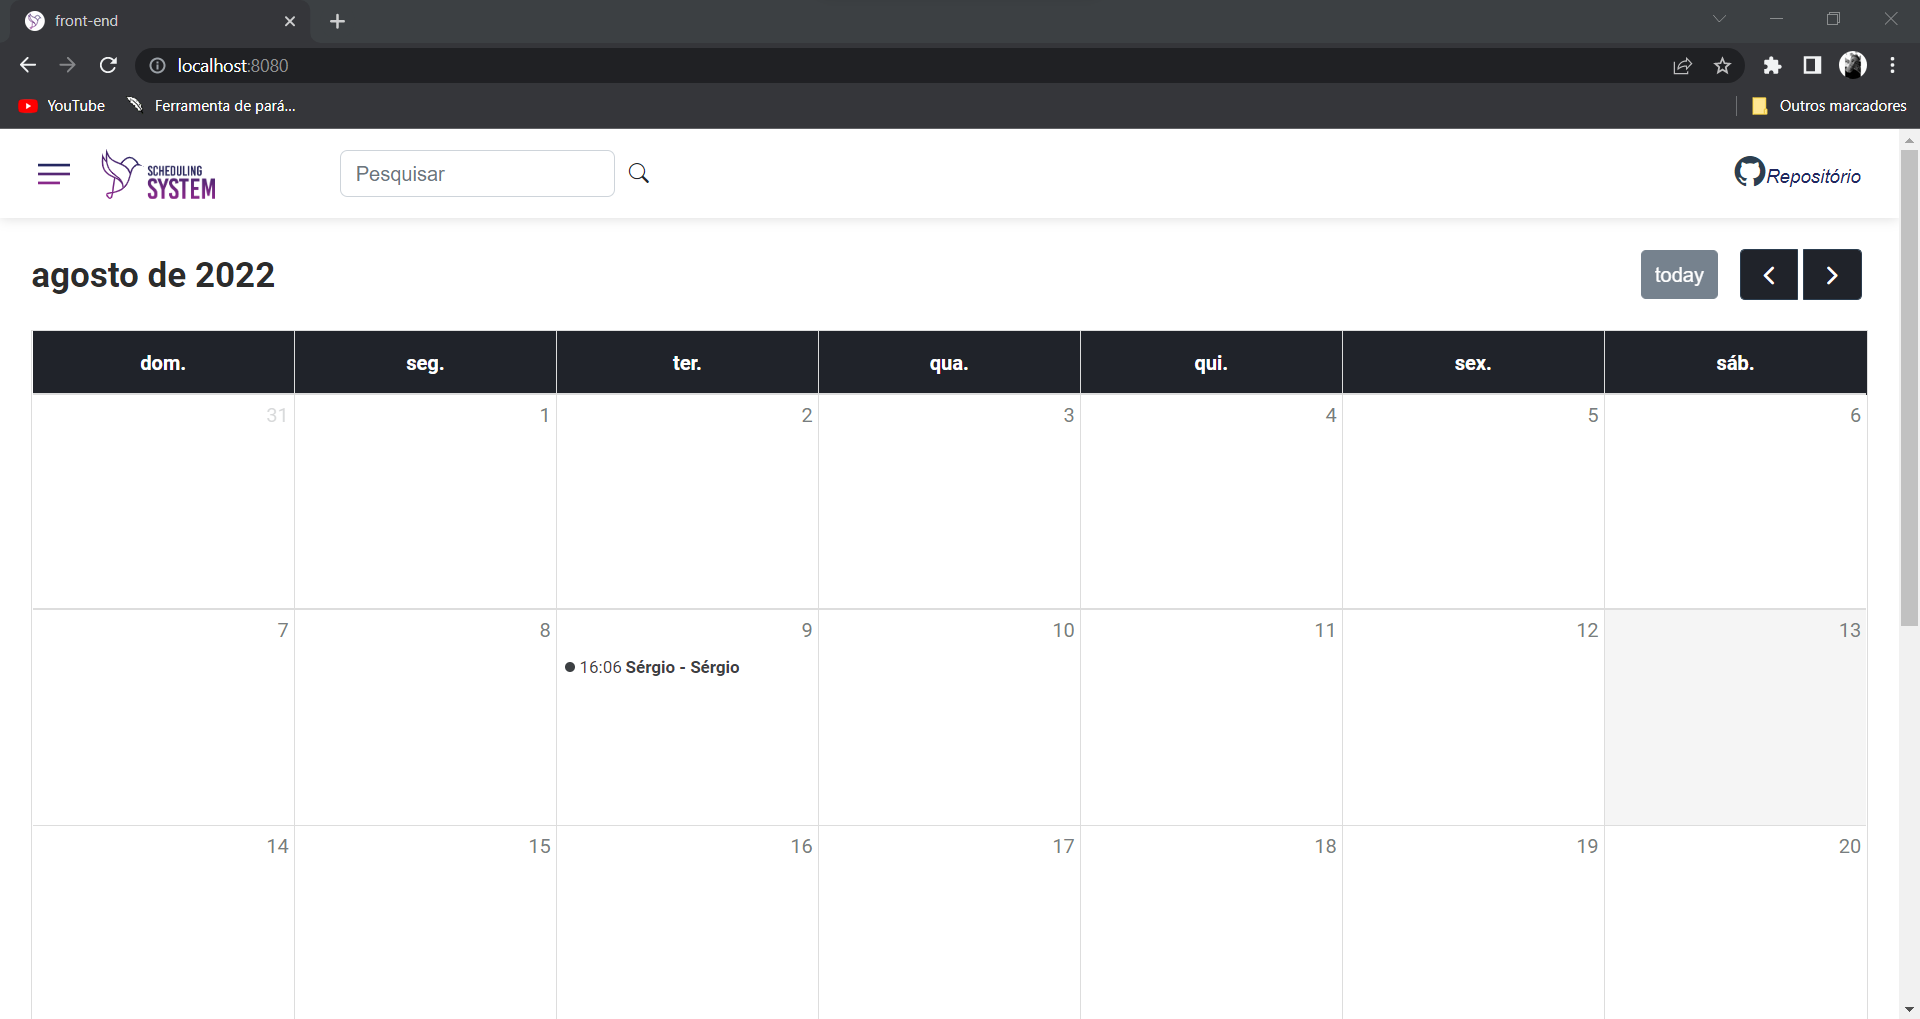 front-end
localhost:8080
YouTube
Ferramenta de pará...
Outros marcadores
SCHEDULING
SYSTEM
Pesquisar
Repositório
agosto de 2022
today
dom. seg. ter. qua. qui. sex. sáb.
31 1 2 3 4 5 6
7 8 9 10 11 12 13
16:06 Sérgio - Sérgio
14 15 16 17 18 19 20